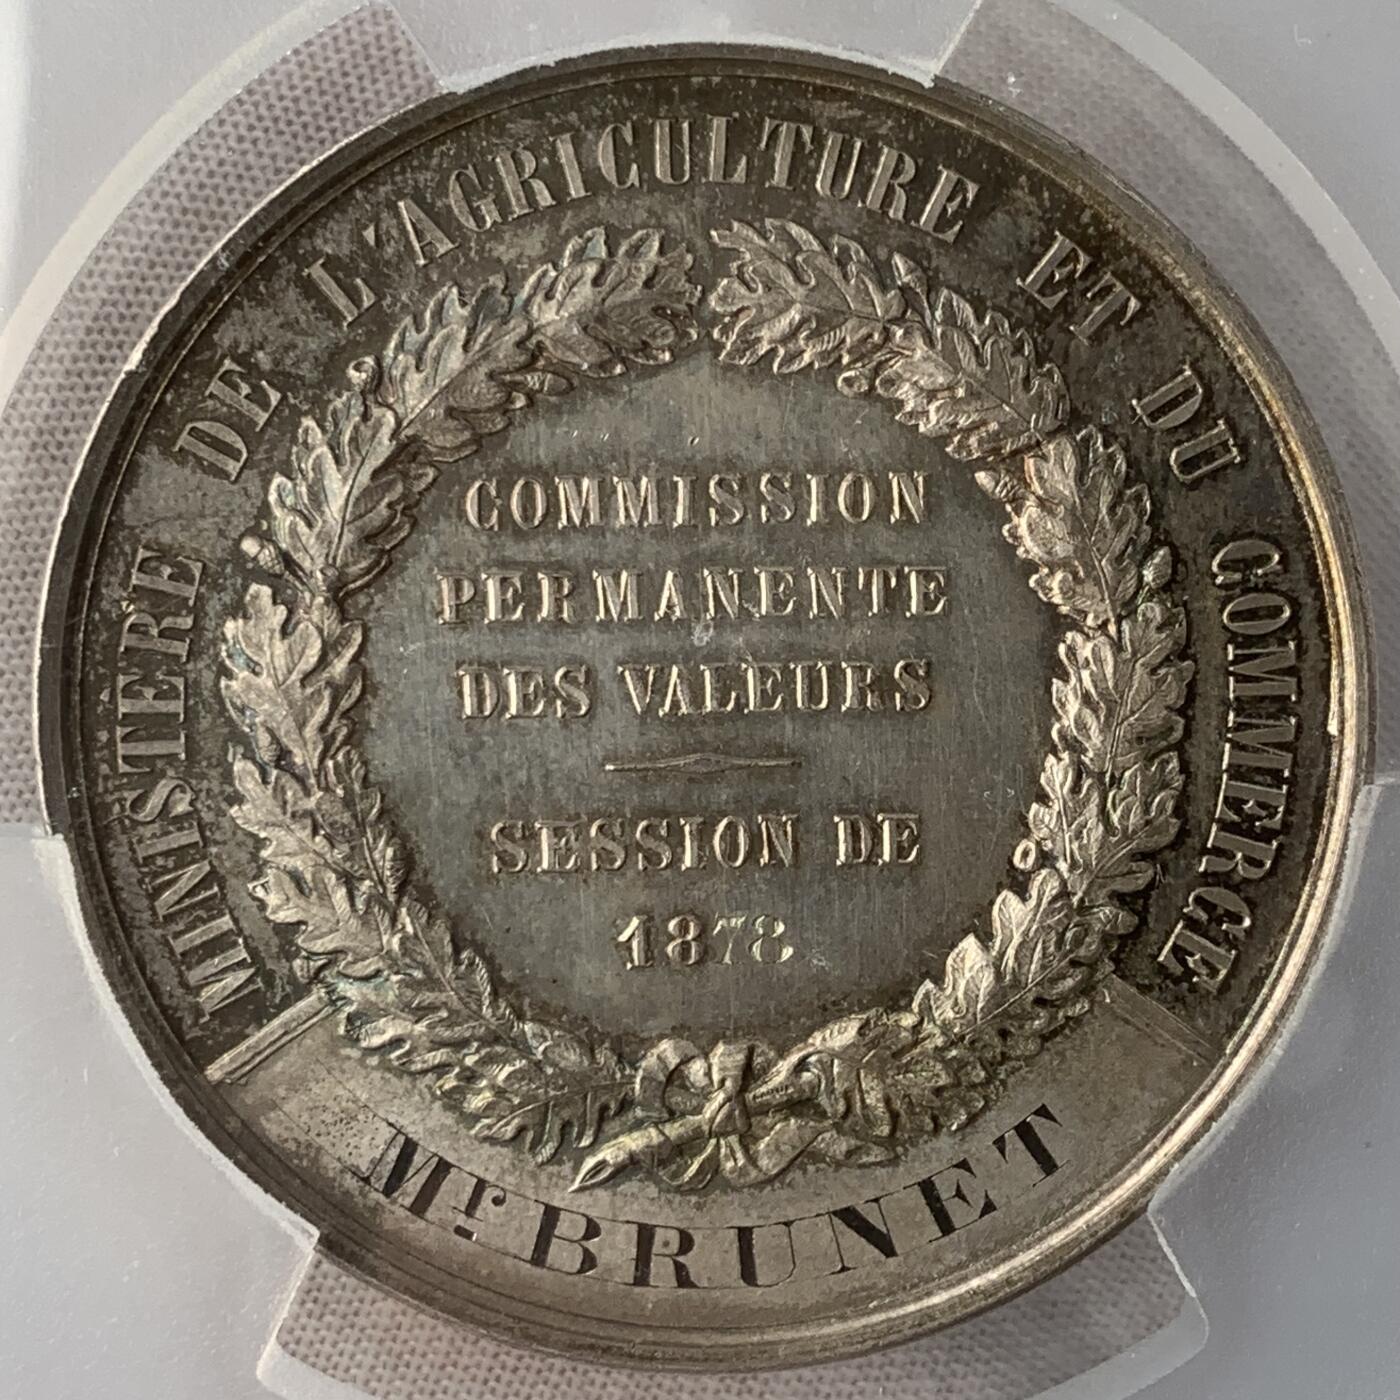 MINISTÈRE DE L'AGRICULTURE ET DU COMMERCE
COMMISSION
PERMANENTE
DES VALEURS
SESSION DE
1878
Mr BRUNET